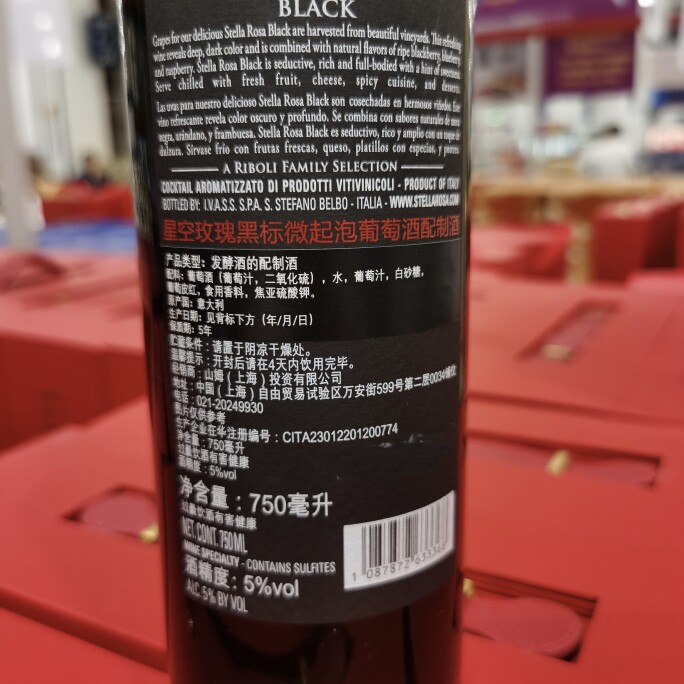 BLACK
Grapes for our delicious Stella Rosa Black are harvested from beautiful vineyards. This refreshing
wine reveals deep, dark color and is combined with natural flavors of ripe blackberry, blueberry
and raspberry. Stella Rosa Black is seductive, rich and full-bodied with a hint of sweetness.
Serve chilled with fresh fruit, cheese, spicy cuisine, and desserts.
Las uvas para nuestro delicioso Stella Rosa Black son cosechadas en hermosos viñedos. Este
vino refrescante revela color oscuro y profundo. Se combina con sabores naturales de mora
negra, arándano, y frambuesa. Stella Rosa Black es seductivo, rico y amplio con un toque de
dulzura. Sírvase frío con frutas frescas, queso, platillos con especias, y postres.
A RIBOLI FAMILY SELECTION
COCKTAIL AROMATIZZATO DI PRODOTTI VITIVINICOLI - PRODUCT OF ITALY
BOTTLED BY: I.V.A.S.S. S.P.A. S. STEFANO BELBO - ITALIA - WWW.STELLAROSA.COM
星空玫瑰黑标微起泡葡萄酒配制酒
产品类型：发酵酒的配制酒
配料：葡萄酒（葡萄汁，二氧化硫），水，葡萄汁，白砂糖，
葡萄皮红，食用香料，焦亚硫酸钾。
原产国：意大利
生产日期：见背标下方（年/月/日）
保质期：5年
贮藏条件：请置于阴凉干燥处。
温馨提示：开封后请在4天内饮用完毕。
经销商：山姆（上海）投资有限公司
地址：中国（上海）自由贸易试验区万安街599号第二层0034
电话：021-20249930
图片仅供参考
生产企业在华注册编号：CITA23012201200774
净含量：750毫升
过量饮酒有害健康
酒精度：5%vol
净含量：750毫升
过量饮酒有害健康
NET. CONT. 750 ML
WINE SPECIALTY - CONTAINS SULFITES
酒精度：5%vol
ALC. 5% BY VOL
1 087872 633368